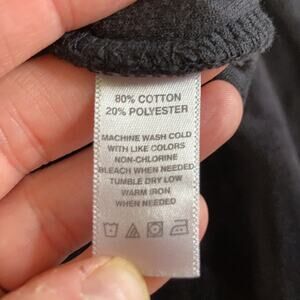 80% COTTON
20% POLYESTER
MACHINE WASH COLD
WITH LIKE COLORS
NON-CHLORINE
BLEACH WHEN NEEDED
TUMBLE DRY LOW
WARM IRON
WHEN NEEDED